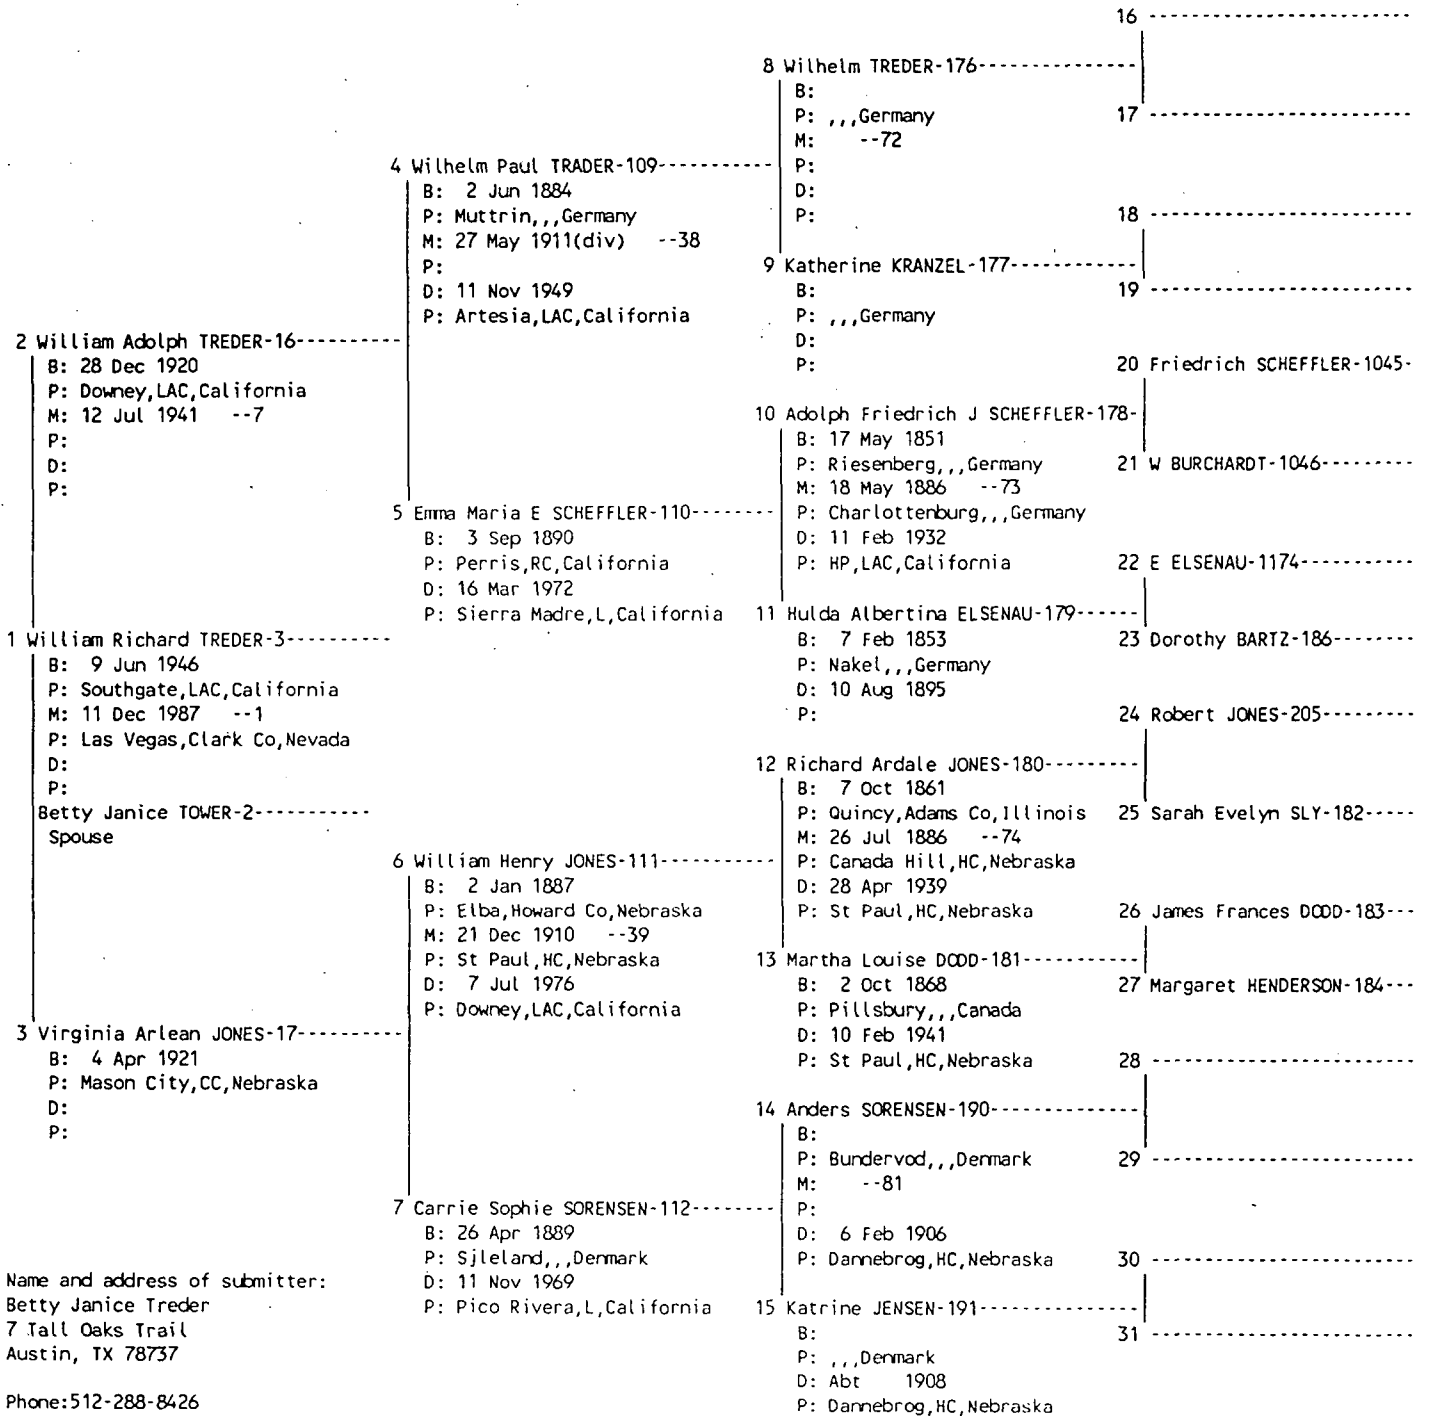 16 ------------------------
8 Wilhelm TREDER-176---------------
B:
P: ,,,Germany
M: --72
P:
D:
P:
17 ------------------------
4 Wilhelm Paul TRADER-109-----------
B: 2 Jun 1884
P: Muttrin,,,Germany
M: 27 May 1911(div) --38
P:
D: 11 Nov 1949
P: Artesia,LAC,California
18 ------------------------
9 Katherine KRANZEL-177------------
B:
P: ,,,Germany
D:
P:
19 ------------------------
2 William Adolph TREDER-16----------
B: 28 Dec 1920
P: Downey,LAC,California
M: 12 Jul 1941 --7
P:
D:
P:
20 Friedrich SCHEFFLER-1045-
10 Adolph Friedrich J SCHEFFLER-178-
B: 17 May 1851
P: Riesenberg,,,Germany
M: 18 May 1886 --73
P: Charlottenburg,,,Germany
D: 11 Feb 1932
P: HP,LAC,California
21 W BURCHARDT-1046---------
5 Emma Maria E SCHEFFLER-110--------
B: 3 Sep 1890
P: Perris,RC,California
D: 16 Mar 1972
P: Sierra Madre,L,California
22 E ELSENAU-1174-----------
11 Hulda Albertina ELSENAU-179------
B: 7 Feb 1853
P: Nakel,,,Germany
D: 10 Aug 1895
P:
23 Dorothy BARTZ-186--------
1 William Richard TREDER-3----------
B: 9 Jun 1946
P: Southgate,LAC,California
M: 11 Dec 1987 --1
P: Las Vegas,Clark Co,Nevada
D:
P:
Betty Janice TOWER-2-----------
Spouse
24 Robert JONES-205---------
12 Richard Ardale JONES-180---------
B: 7 Oct 1861
P: Quincy,Adams Co,Illinois
M: 26 Jul 1886 --74
P: Canada Hill,HC,Nebraska
D: 28 Apr 1939
P: St Paul,HC,Nebraska
25 Sarah Evelyn SLY-182-----
6 William Henry JONES-111-----------
B: 2 Jan 1887
P: Elba,Howard Co,Nebraska
M: 21 Dec 1910 --39
P: St Paul,HC,Nebraska
D: 7 Jul 1976
P: Downey,LAC,California
26 James Frances DODD-183---
13 Martha Louise DODD-181-----------
B: 2 Oct 1868
P: Pillsbury,,,Canada
D: 10 Feb 1941
P: St Paul,HC,Nebraska
27 Margaret HENDERSON-184---
3 Virginia Arlean JONES-17----------
B: 4 Apr 1921
P: Mason City,CC,Nebraska
D:
P:
28 ------------------------
14 Anders SORENSEN-190--------------
B:
P: Bundervod,,,Denmark
M: --81
P:
D: 6 Feb 1906
P: Dannebrog,HC,Nebraska
29 ------------------------
7 Carrie Sophie SORENSEN-112--------
B: 26 Apr 1889
P: Sjleland,,,Denmark
D: 11 Nov 1969
P: Pico Rivera,L,California
30 ------------------------
15 Katrine JENSEN-191---------------
B:
P: ,,,Denmark
D: Abt 1908
P: Dannebrog,HC,Nebraska
31 ------------------------
Name and address of submitter:
Betty Janice Treder
7 Tall Oaks Trail
Austin, TX 78737
Phone:512-288-8426